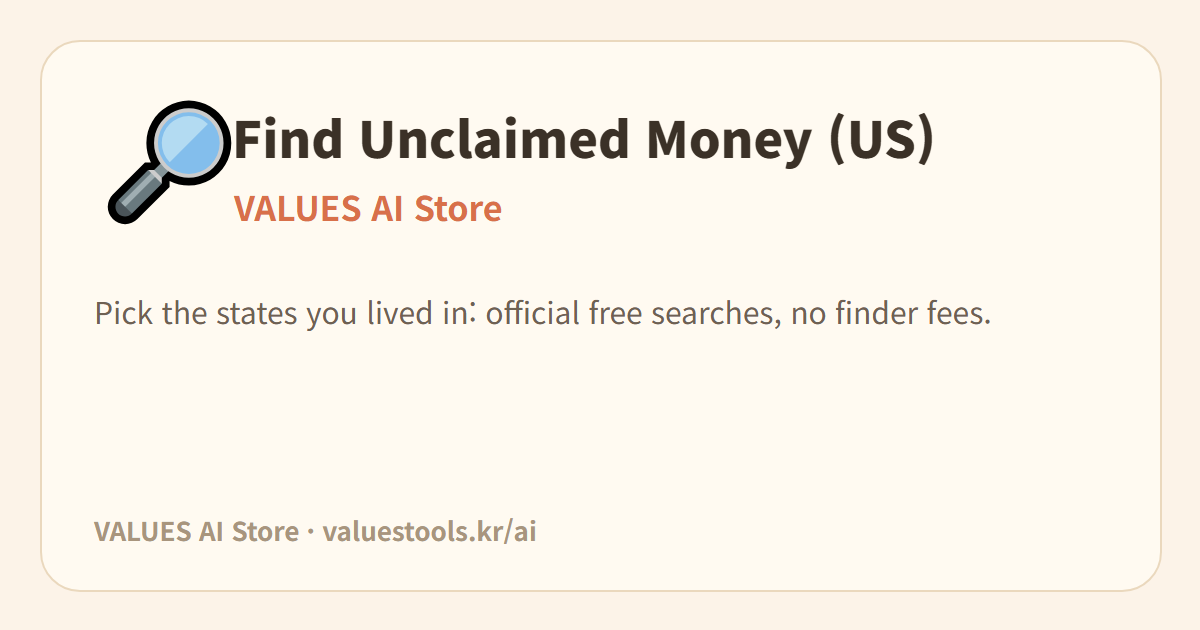 Find Unclaimed Money (US)
VALUES AI Store
Pick the states you lived in: official free searches, no finder fees.
VALUES AI Store · valuestools.kr/ai